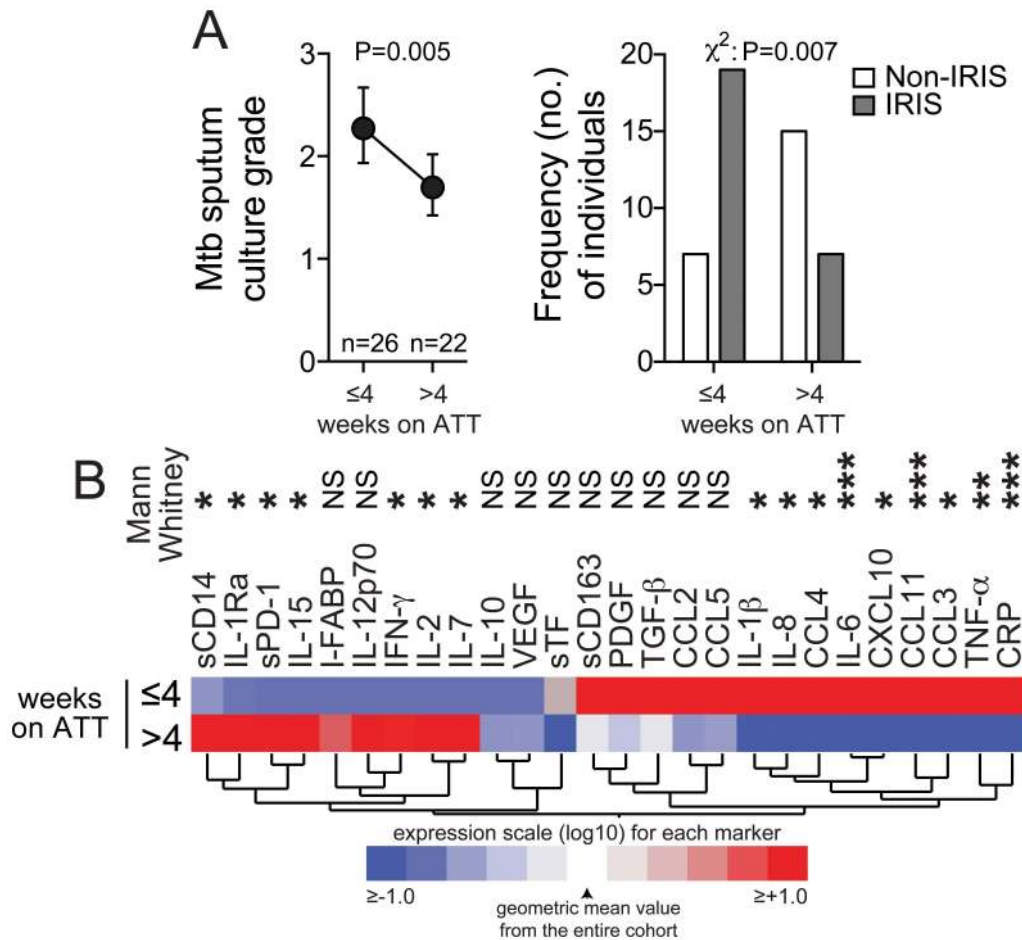 A
Mtb sputum
culture grade
3
2
1
0
P=0.005
n=26 n=22
≤4 >4
weeks on ATT
Frequency (no.)
of individuals
20
15
10
5
0
χ²: P=0.007
≤4 >4
weeks on ATT
Non-IRIS
IRIS
B
Mann
Whitney
* * * * NS NS * * * NS NS NS NS NS NS NS NS * * * *** * *** * ** ***
sCD14
IL-1Ra
sPD-1
IL-15
I-FABP
IL-12p70
IFN-γ
IL-2
IL-7
IL-10
VEGF
sTF
sCD163
PDGF
TGF-β
CCL2
CCL5
IL-1β
IL-8
CCL4
IL-6
CXCL10
CCL11
CCL3
TNF-α
CRP
weeks
on ATT
≤4
>4
expression scale (log10) for each marker
≥-1.0 ≥+1.0
geometric mean value
from the entire cohort